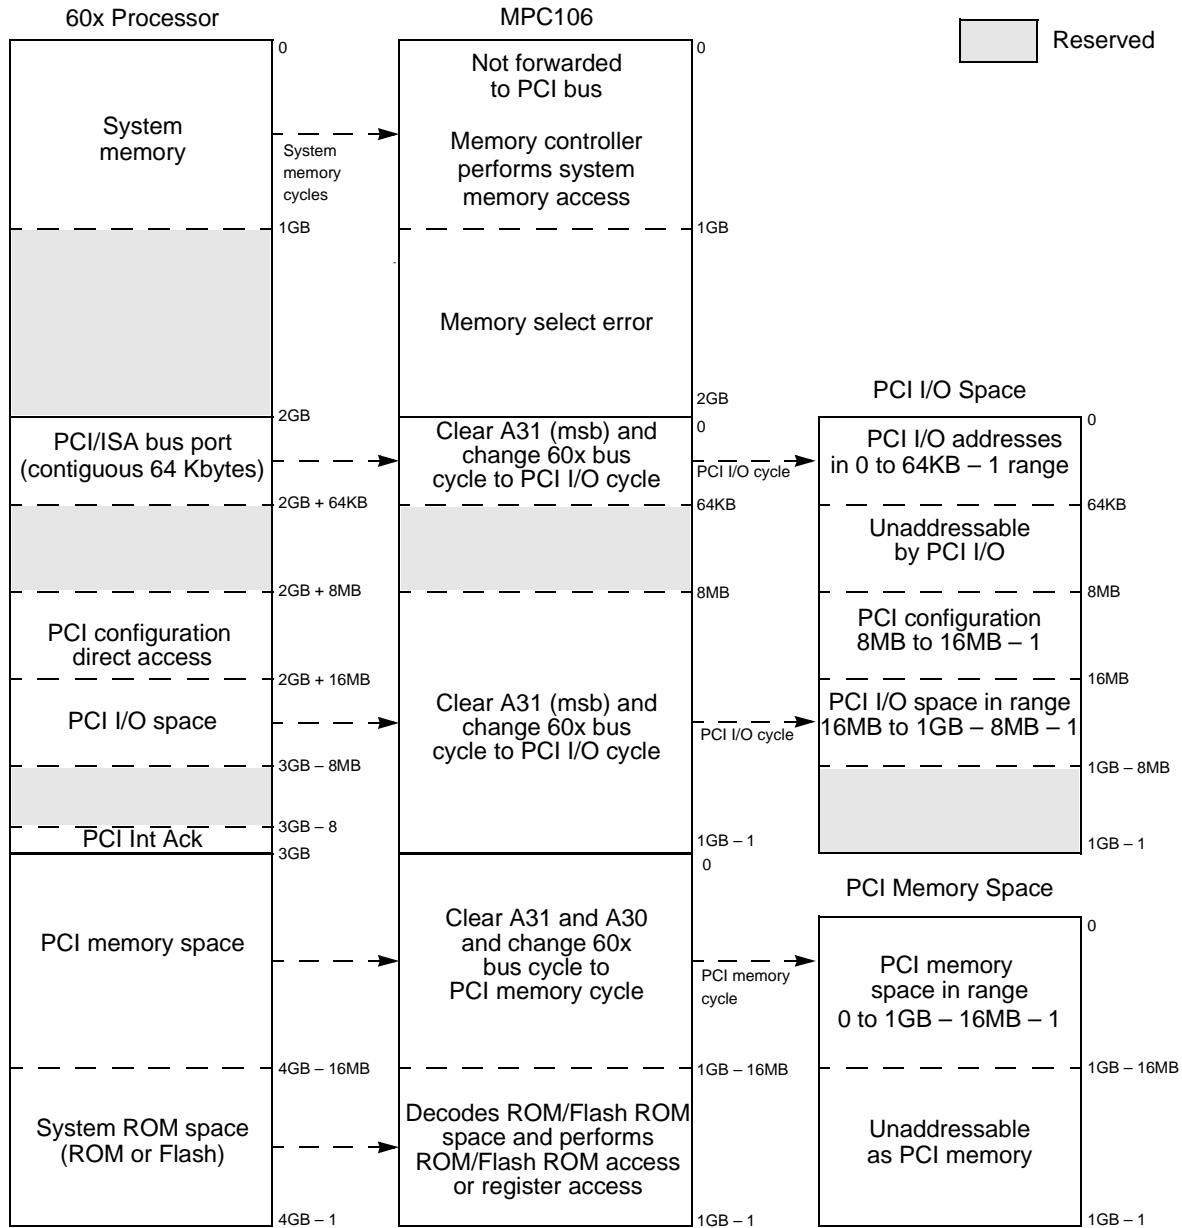 60x Processor
MPC106
Reserved
0
System
memory
System
memory
cycles
1GB
2GB
PCI/ISA bus port
(contiguous 64 Kbytes)
2GB + 64KB
2GB + 8MB
PCI configuration
direct access
2GB + 16MB
PCI I/O space
3GB – 8MB
3GB – 8
PCI Int Ack
3GB
PCI memory space
4GB – 16MB
System ROM space
(ROM or Flash)
4GB – 1
0
Not forwarded
to PCI bus
Memory controller
performs system
memory access
1GB
Memory select error
2GB
0
Clear A31 (msb) and
change 60x bus
cycle to PCI I/O cycle
PCI I/O cycle
64KB
8MB
Clear A31 (msb) and
change 60x bus
cycle to PCI I/O cycle
PCI I/O cycle
1GB – 1
0
Clear A31 and A30
and change 60x
bus cycle to
PCI memory cycle
PCI memory
cycle
1GB – 16MB
Decodes ROM/Flash ROM
space and performs
ROM/Flash ROM access
or register access
1GB – 1
PCI I/O Space
0
PCI I/O addresses
in 0 to 64KB – 1 range
64KB
Unaddressable
by PCI I/O
8MB
PCI configuration
8MB to 16MB – 1
16MB
PCI I/O space in range
16MB to 1GB – 8MB – 1
1GB – 8MB
1GB – 1
PCI Memory Space
0
PCI memory
space in range
0 to 1GB – 16MB – 1
1GB – 16MB
Unaddressable
as PCI memory
1GB – 1